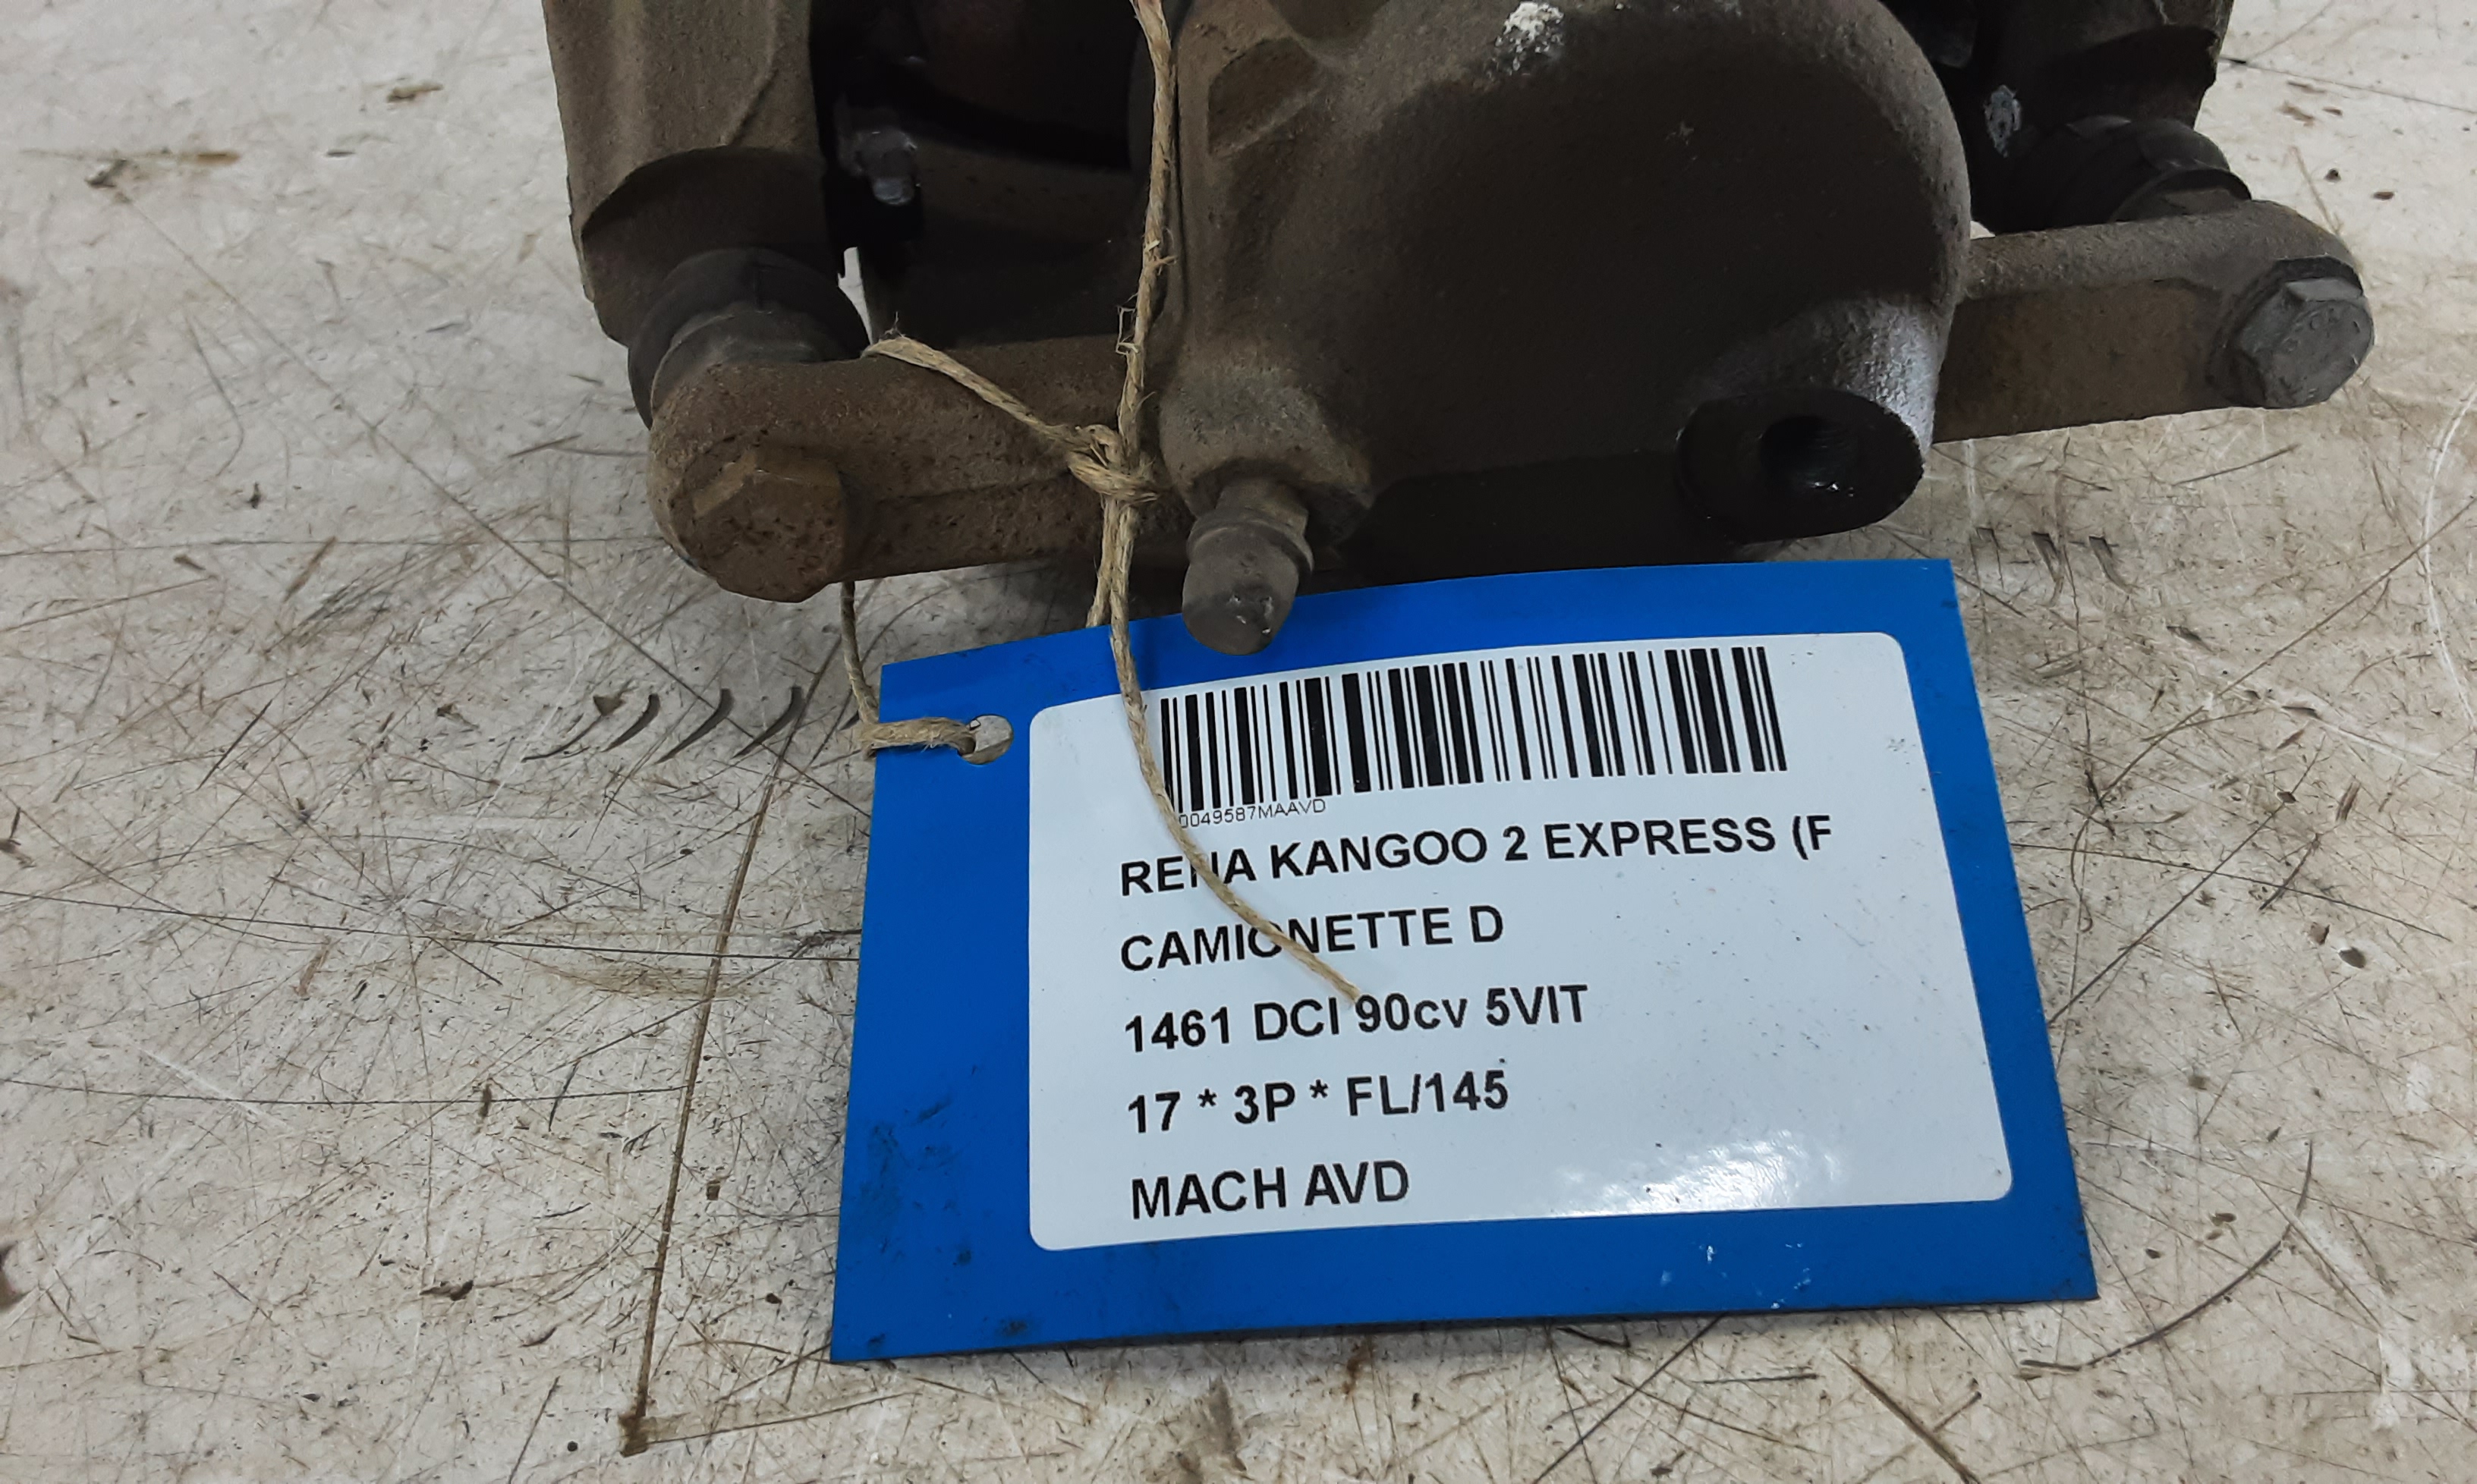 0049587MAAVD
RENA KANGOO 2 EXPRESS (F
CAMIONETTE D
1461 DCI 90cv 5VIT
17 * 3P * FL/145
MACH AVD